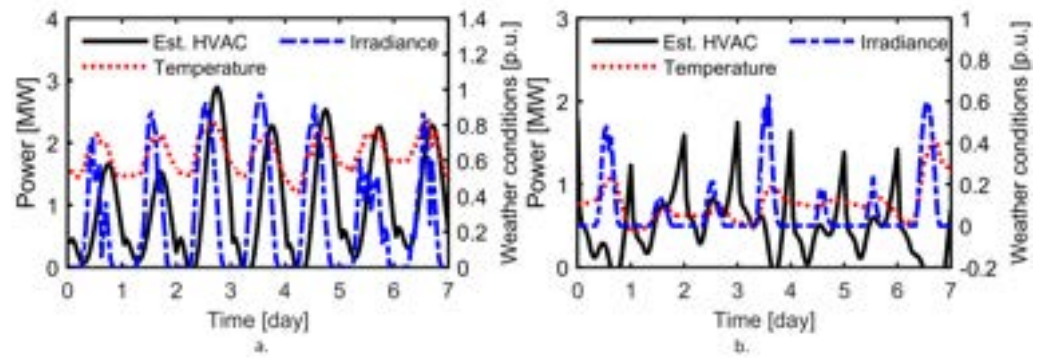 4
3
2
1
0
Power [MW]
Est. HVAC
Irradiance
Temperature
1.4
1.2
1
0.8
0.6
0.4
0.2
0
Weather conditions [p.u.]
0 1 2 3 4 5 6 7
Time [day]
a.
3
2
1
0
Power [MW]
Est. HVAC
Irradiance
Temperature
1
0.8
0.6
0.4
0.2
0
-0.2
Weather conditions [p.u.]
0 1 2 3 4 5 6 7
Time [day]
b.